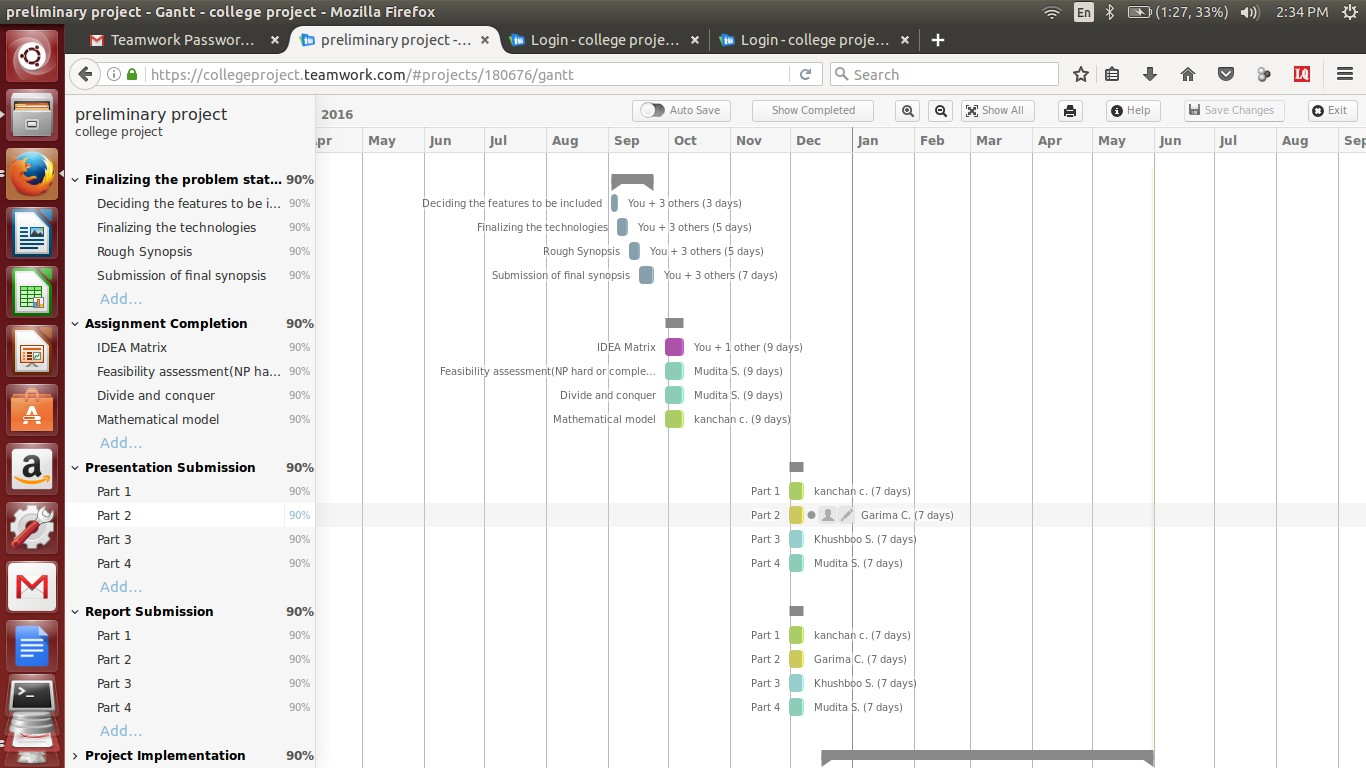 preliminary project - Gantt - college project - Mozilla Firefox
En (1:27, 33%) 2:34 PM
Teamwork Passwor... × preliminary project -... × Login - college proje... × Login - college proje... × +
https://collegeproject.teamwork.com/#projects/180676/gantt Search LQ
preliminary project
college project
2016 Auto Save Show Completed Show All Help Save Changes Exit
Apr May Jun Jul Aug Sep Oct Nov Dec Jan Feb Mar Apr May Jun Jul Aug Sep
Finalizing the problem stat... 90%
Deciding the features to be i... 90% Deciding the features to be included You + 3 others (3 days)
Finalizing the technologies 90% Finalizing the technologies You + 3 others (5 days)
Rough Synopsis 90% Rough Synopsis You + 3 others (5 days)
Submission of final synopsis 90% Submission of final synopsis You + 3 others (7 days)
Add...
Assignment Completion 90%
IDEA Matrix 90% IDEA Matrix You + 1 other (9 days)
Feasibility assessment(NP ha... 90% Feasibility assessment(NP hard or comple... Mudita S. (9 days)
Divide and conquer 90% Divide and conquer Mudita S. (9 days)
Mathematical model 90% Mathematical model kanchan c. (9 days)
Add...
Presentation Submission 90%
Part 1 90% Part 1 kanchan c. (7 days)
Part 2 90% Part 2 Garima C. (7 days)
Part 3 90% Part 3 Khushboo S. (7 days)
Part 4 90% Part 4 Mudita S. (7 days)
Add...
Report Submission 90%
Part 1 90% Part 1 kanchan c. (7 days)
Part 2 90% Part 2 Garima C. (7 days)
Part 3 90% Part 3 Khushboo S. (7 days)
Part 4 90% Part 4 Mudita S. (7 days)
Add...
Project Implementation 90%